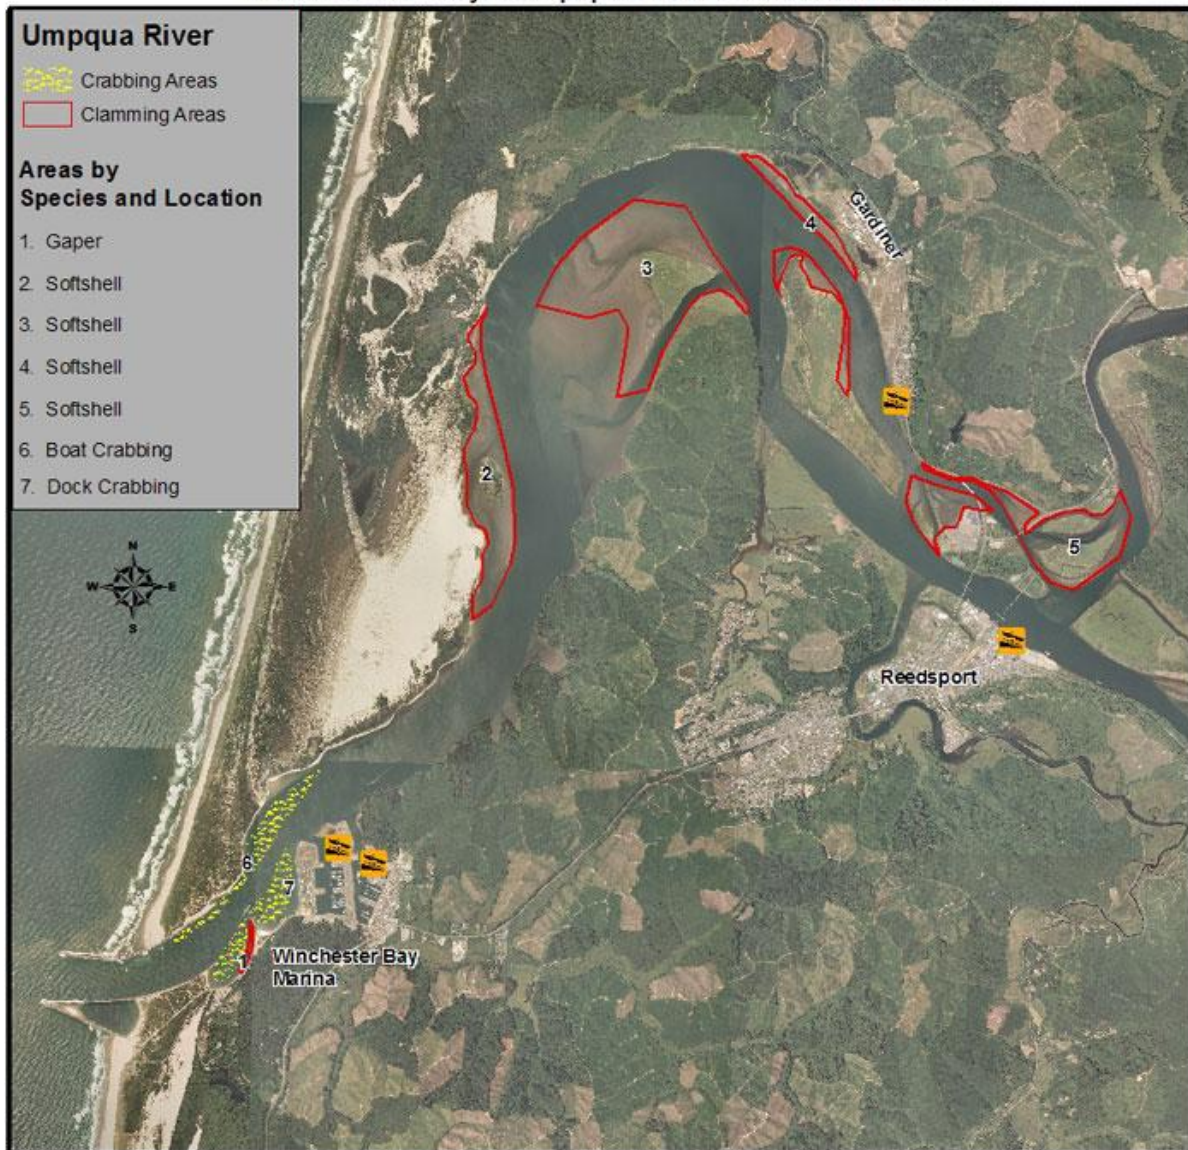 Umpqua River
Crabbing Areas
Clamming Areas
Areas by
Species and Location
1. Gaper
2. Softshell
3. Softshell
4. Softshell
5. Softshell
6. Boat Crabbing
7. Dock Crabbing
N
W E
S
4
Gardiner
3
2
5
Reedsport
6
7
1
Winchester Bay
Marina